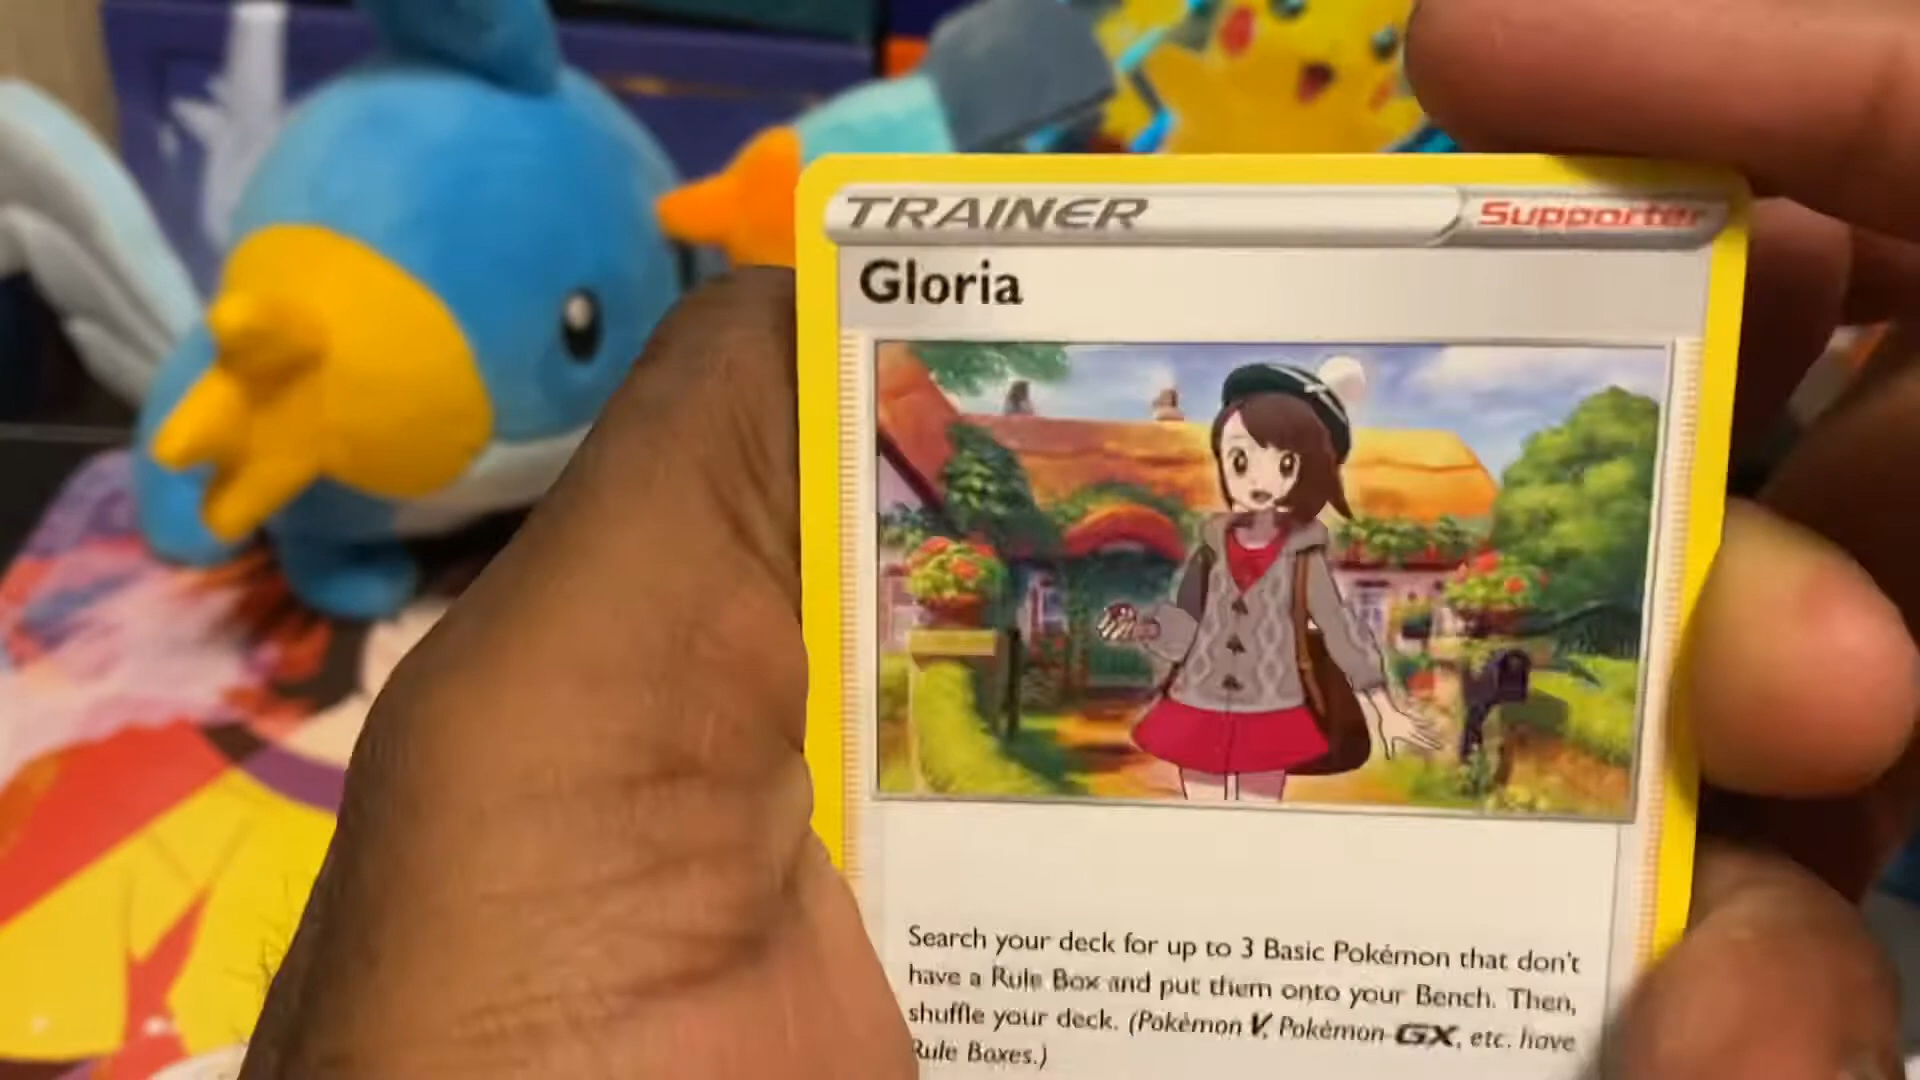 TRAINER Supporter
Gloria
Search your deck for up to 3 Basic Pokémon that don't
have a Rule Box and put them onto your Bench. Then,
shuffle your deck. (Pokémon V, Pokémon-GX, etc. have
Rule Boxes.)